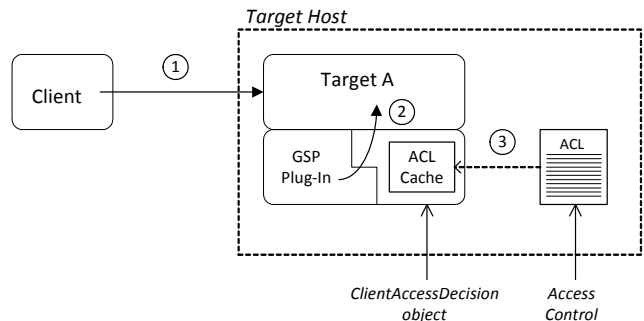 Target Host
1
Client
Target A
2
GSP
Plug-In
ACL
Cache
3
ACL
ClientAccessDecision
object
Access
Control